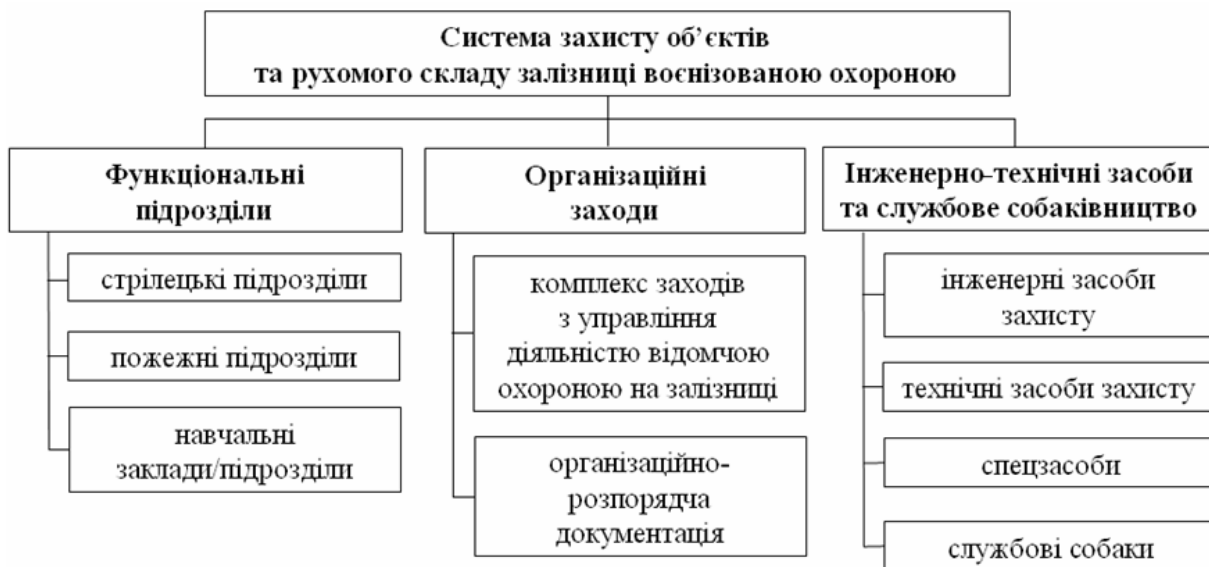 Система захисту об’єктів
та рухомого складу залізниці воєнізованою охороною
Функціональні
підрозділи
стрілецькі підрозділи
пожежні підрозділи
навчальні
заклади/підрозділи
Організаційні
заходи
комплекс заходів
з управління
діяльністю відомчою
охороною на залізниці
організаційно-
розпорядча
документація
Інженерно-технічні засоби
та службове собаківництво
інженерні засоби
захисту
технічні засоби захисту
спецзасоби
службові собаки